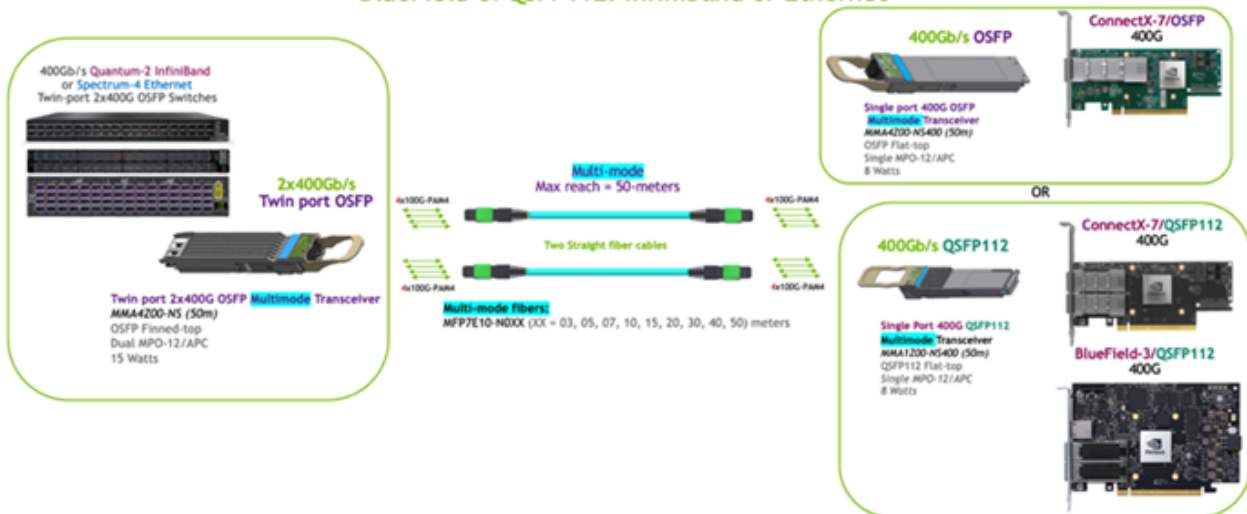 BlueField-3/QSFP112: InfiniBand or Ethernet
400Gb/s Quantum-2 InfiniBand
or Spectrum-4 Ethernet
Twin-port 2x400G OSFP Switches
2x400Gb/s
Twin port OSFP
Twin port 2x400G OSFP Multimode Transceiver
MMA4Z00-NS (50m)
OSFP Finned-top
Dual MPO-12/APC
15 Watts
4x100G-PAM4
Multi-mode
Max reach = 50-meters
4x100G-PAM4
Two Straight fiber cables
4x100G-PAM4
4x100G-PAM4
Multi-mode fibers:
MFP7E10-N0XX (XX = 03, 05, 07, 10, 15, 20, 30, 40, 50) meters
400Gb/s OSFP
Single port 400G OSFP
Multimode Transceiver
MMA4Z00-NS400 (50m)
OSFP Flat-top
Single MPO-12/APC
8 Watts
ConnectX-7/OSFP
400G
OR
400Gb/s QSFP112
Single Port 400G QSFP112
Multimode Transceiver
MMA1Z00-NS400 (50m)
QSFP112 Flat-top
Single MPO-12/APC
8 Watts
ConnectX-7/QSFP112
400G
BlueField-3/QSFP112
400G